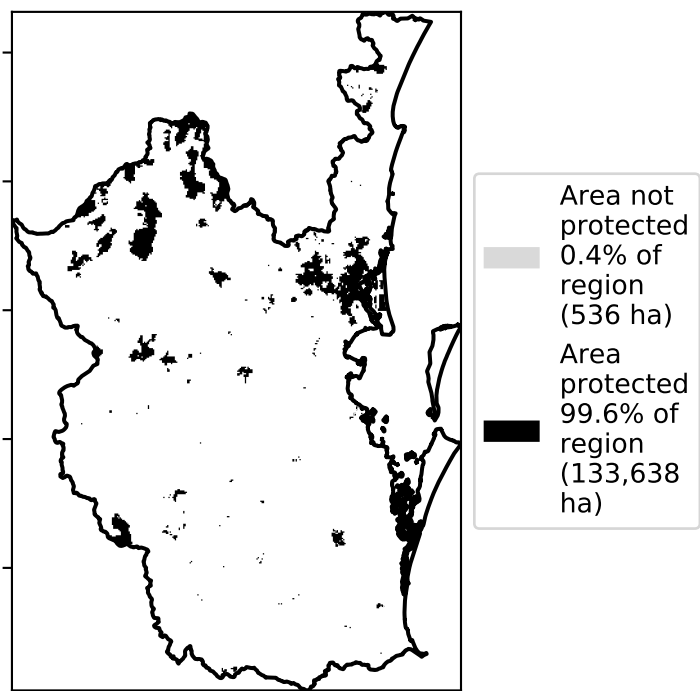 Area not
protected
0.4% of
region
(536 ha)
Area
protected
99.6% of
region
(133,638
ha)